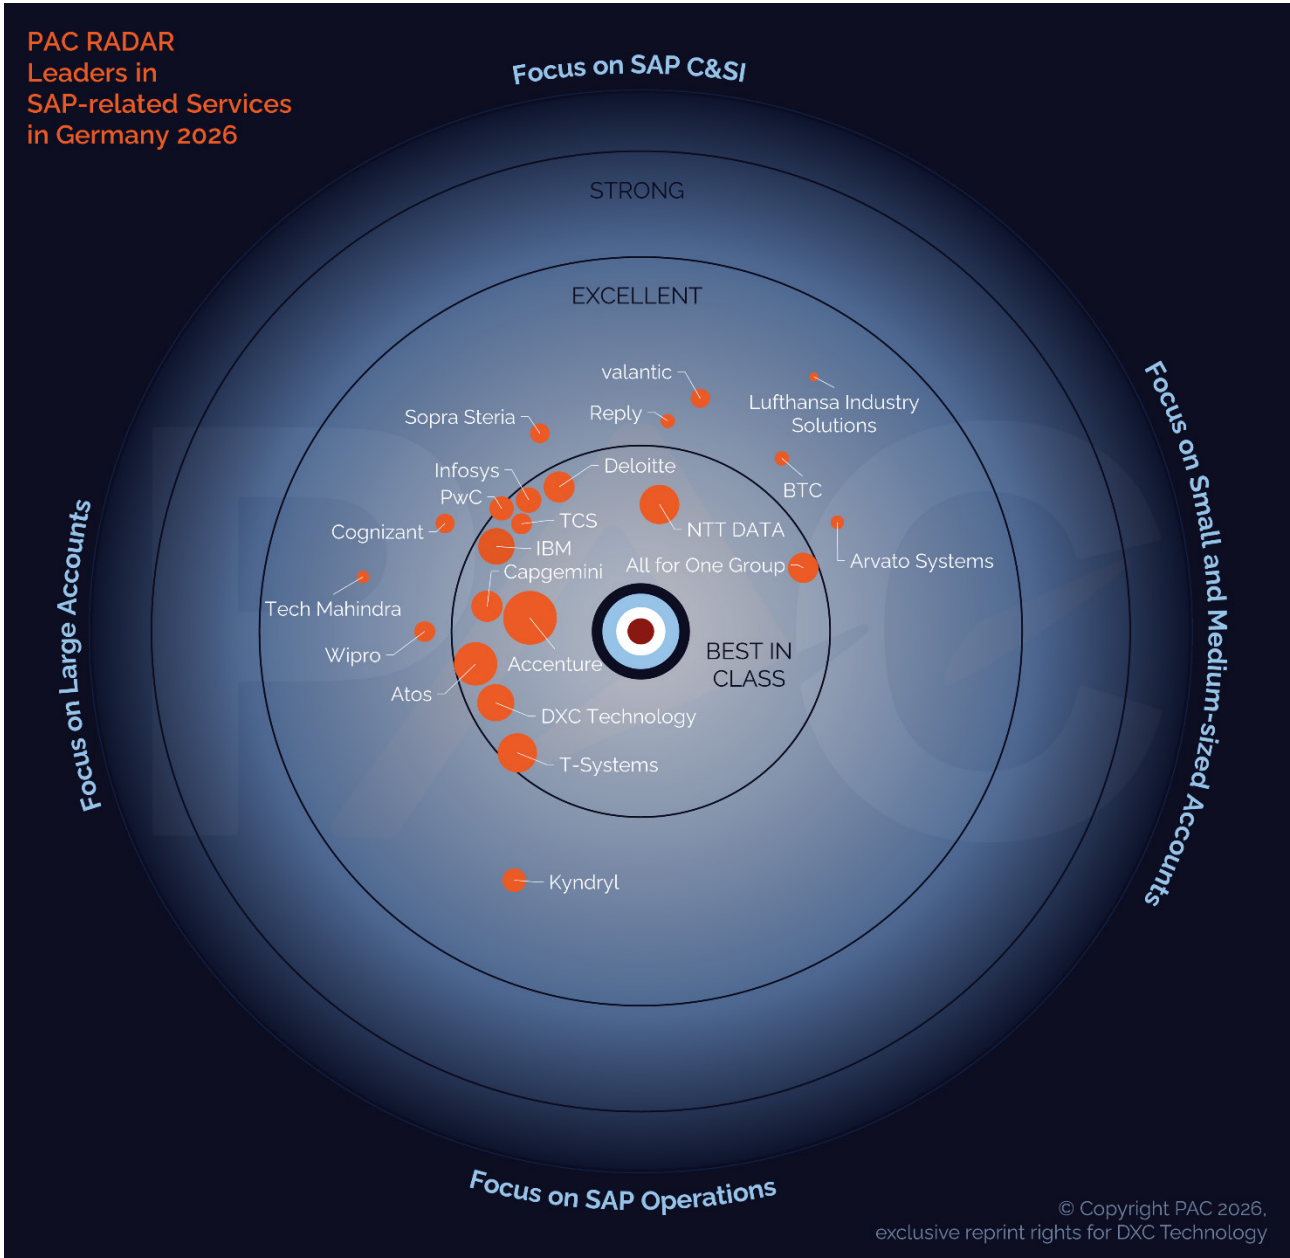 PAC RADAR
Leaders in
SAP-related Services
in Germany 2026
Focus on SAP C&SI
STRONG
EXCELLENT
valantic
Lufthansa Industry
Solutions
Reply
Sopra Steria
Deloitte
Infosys
BTC
PwC
TCS
NTT DATA
Cognizant
IBM
Arvato Systems
All for One Group
Capgemini
Tech Mahindra
Wipro
Accenture
BEST IN
CLASS
Atos
DXC Technology
T-Systems
Kyndryl
Focus on Large Accounts
Focus on Small and Medium-sized Accounts
Focus on SAP Operations
© Copyright PAC 2026,
exclusive reprint rights for DXC Technology
PAC